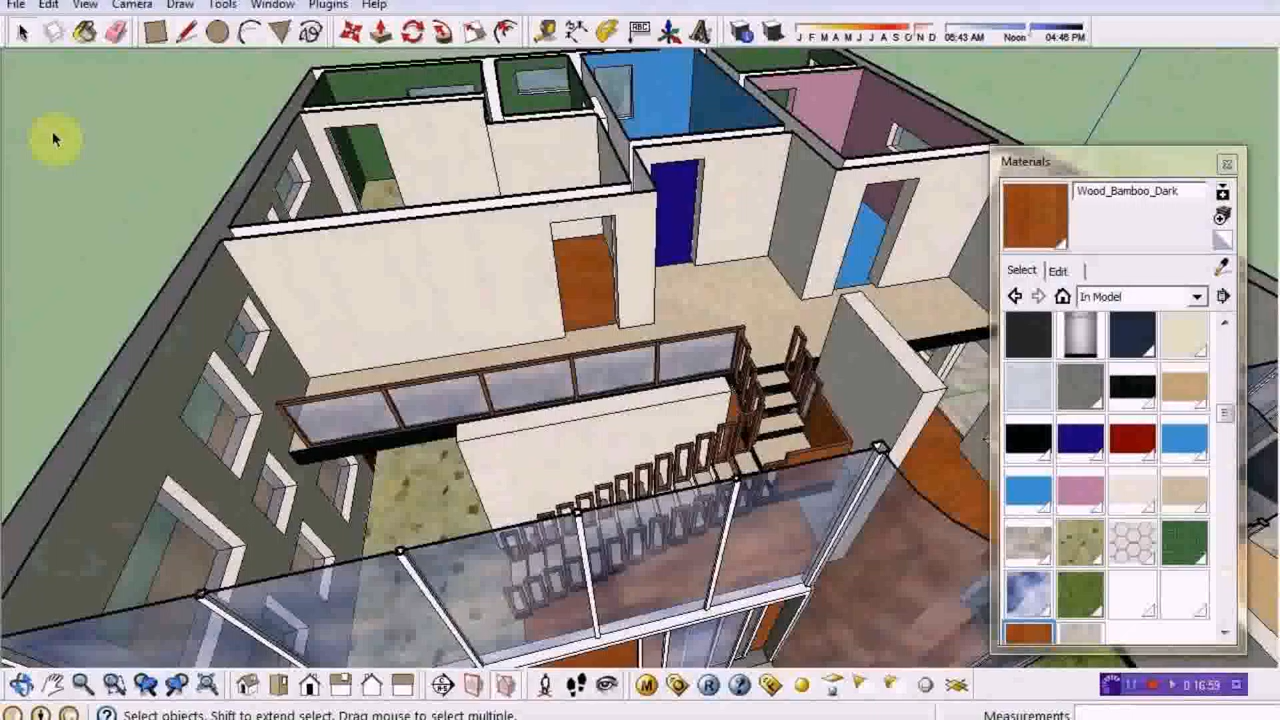 File Edit View Camera Draw Tools Window Plugins Help
ABC
J F M A M J J A S O N D 06:43 AM Noon 04:46 PM
Materials
Wood_Bamboo_Dark
Select Edit
In Model
M R ?
0:16:59
Select objects. Shift to extend select. Drag mouse to select multiple. Measurements